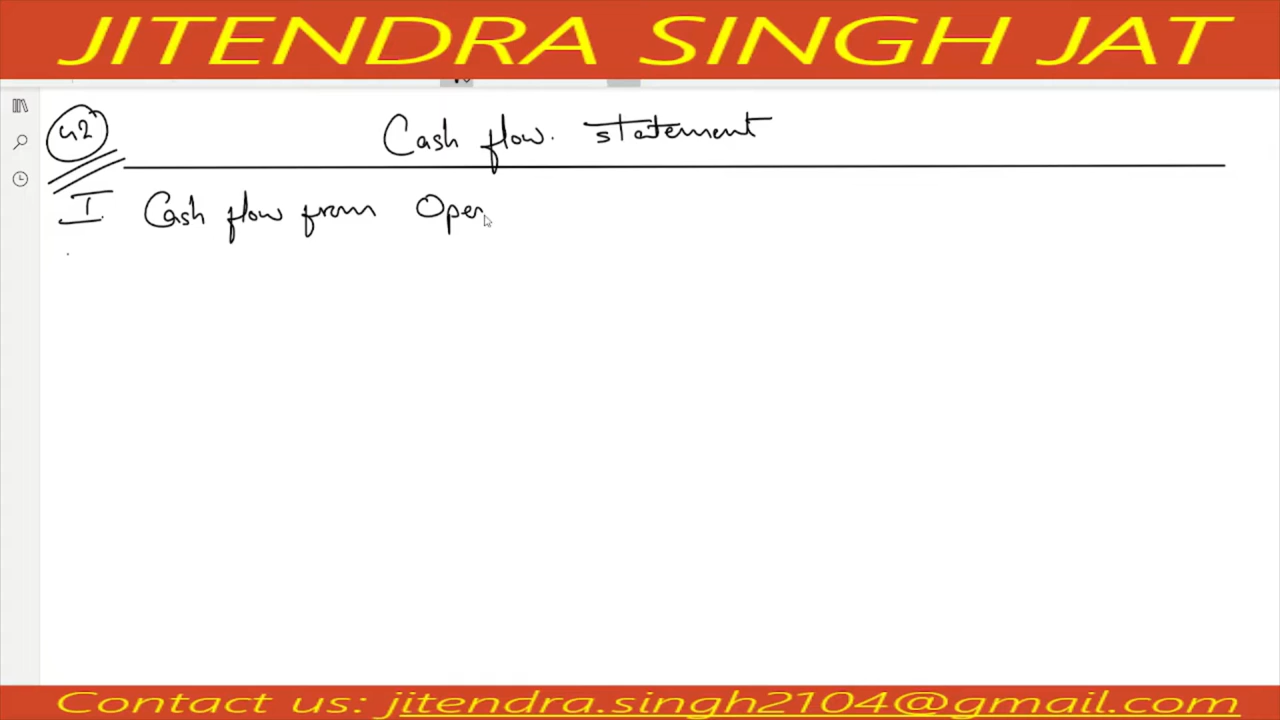 JITENDRA SINGH JAT
42
Cash flow. statement
I Cash flow from Oper
Contact us: jitendra.singh2104@gmail.com